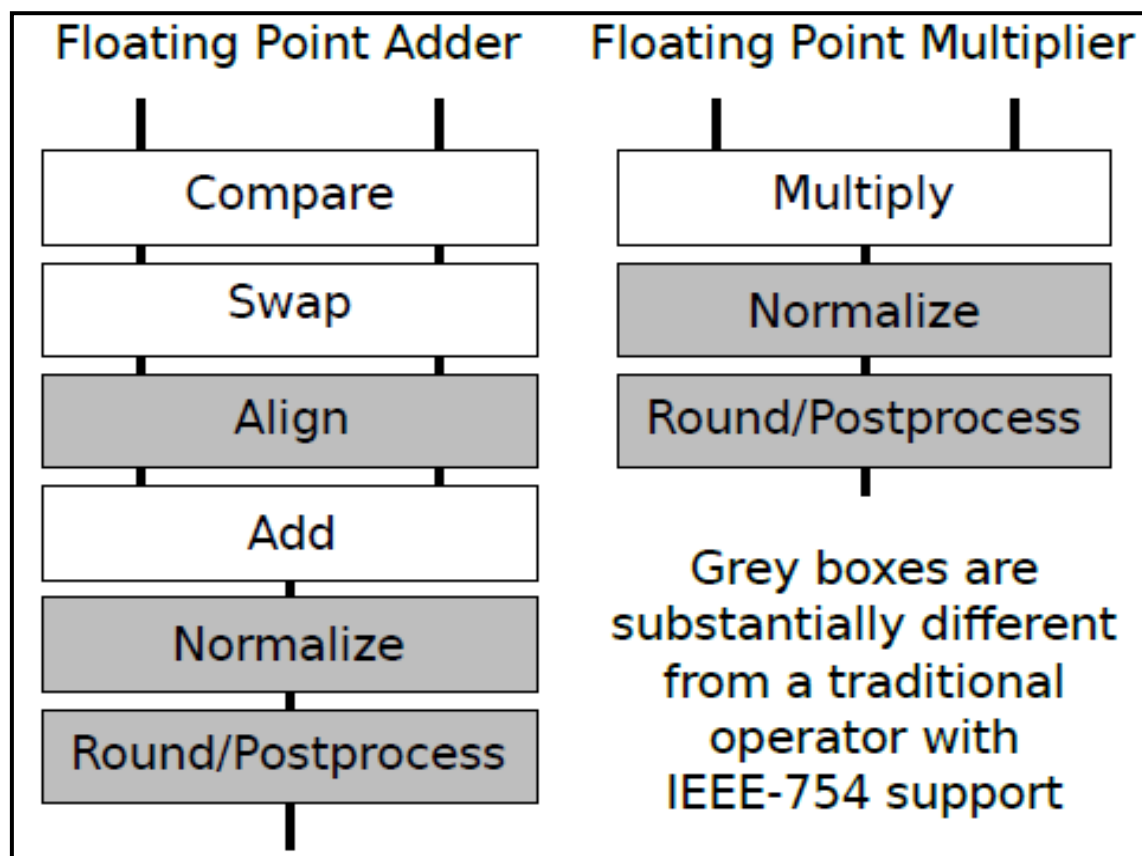 Floating Point Adder
Compare
Swap
Align
Add
Normalize
Round/Postprocess
Floating Point Multiplier
Multiply
Normalize
Round/Postprocess
Grey boxes are
substantially different
from a traditional
operator with
IEEE-754 support